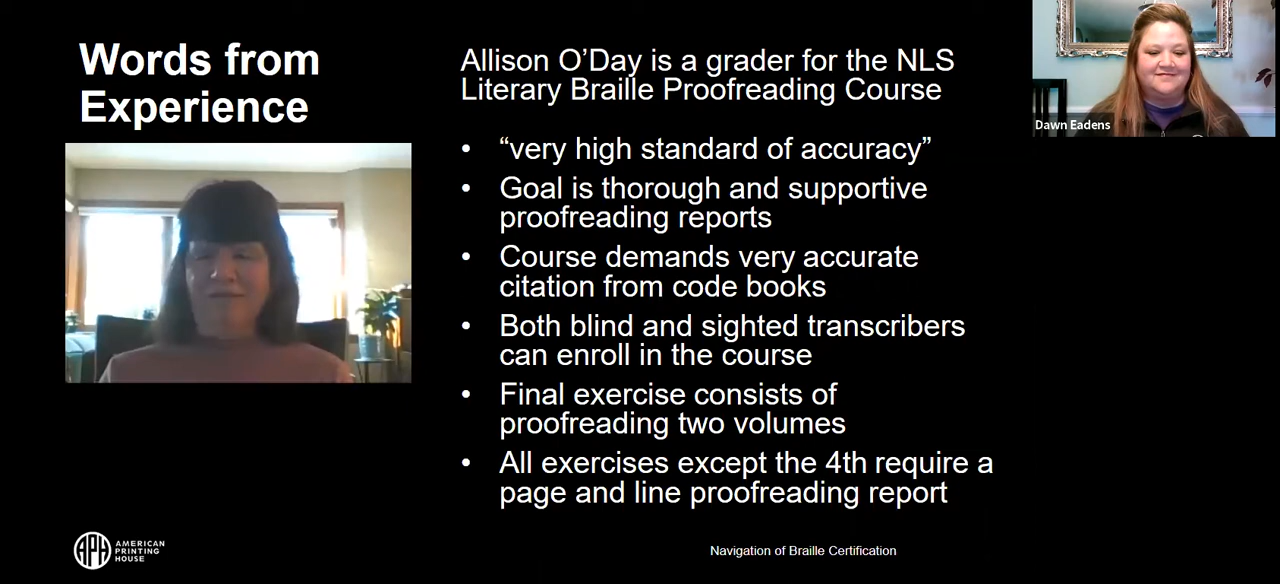 Words from
Experience
Allison O’Day is a grader for the NLS
Literary Braille Proofreading Course
• “very high standard of accuracy”
• Goal is thorough and supportive
proofreading reports
• Course demands very accurate
citation from code books
• Both blind and sighted transcribers
can enroll in the course
• Final exercise consists of
proofreading two volumes
• All exercises except the 4th require a
page and line proofreading report
Dawn Eadens
APH
AMERICAN
PRINTING
HOUSE
Navigation of Braille Certification